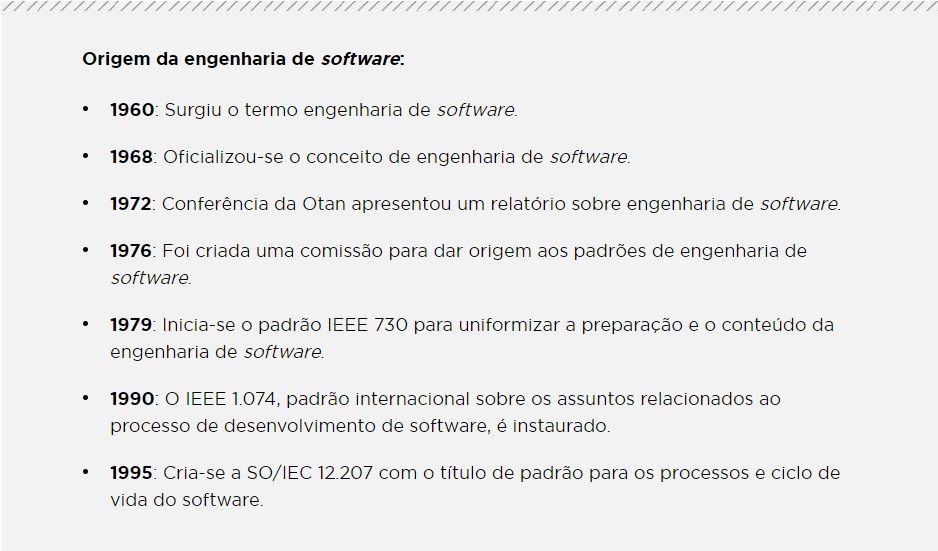 Origem da engenharia de software:
• 1960: Surgiu o termo engenharia de software.
• 1968: Oficializou-se o conceito de engenharia de software.
• 1972: Conferência da Otan apresentou um relatório sobre engenharia de software.
• 1976: Foi criada uma comissão para dar origem aos padrões de engenharia de
software.
• 1979: Inicia-se o padrão IEEE 730 para uniformizar a preparação e o conteúdo da
engenharia de software.
• 1990: O IEEE 1.074, padrão internacional sobre os assuntos relacionados ao
processo de desenvolvimento de software, é instaurado.
• 1995: Cria-se a SO/IEC 12.207 com o título de padrão para os processos e ciclo de
vida do software.